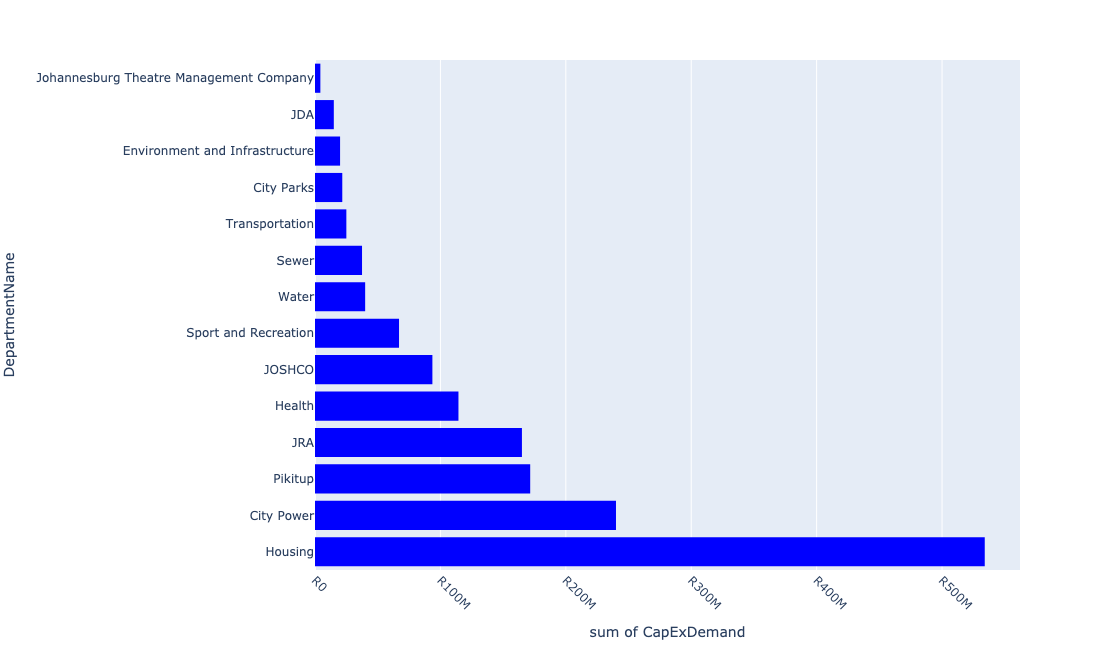 Johannesburg Theatre Management Company
JDA
Environment and Infrastructure
City Parks
Transportation
Sewer
Water
Sport and Recreation
JOSHCO
Health
JRA
Pikitup
City Power
Housing
DepartmentName
R0
R100M
R200M
R300M
R400M
R500M
sum of CapExDemand